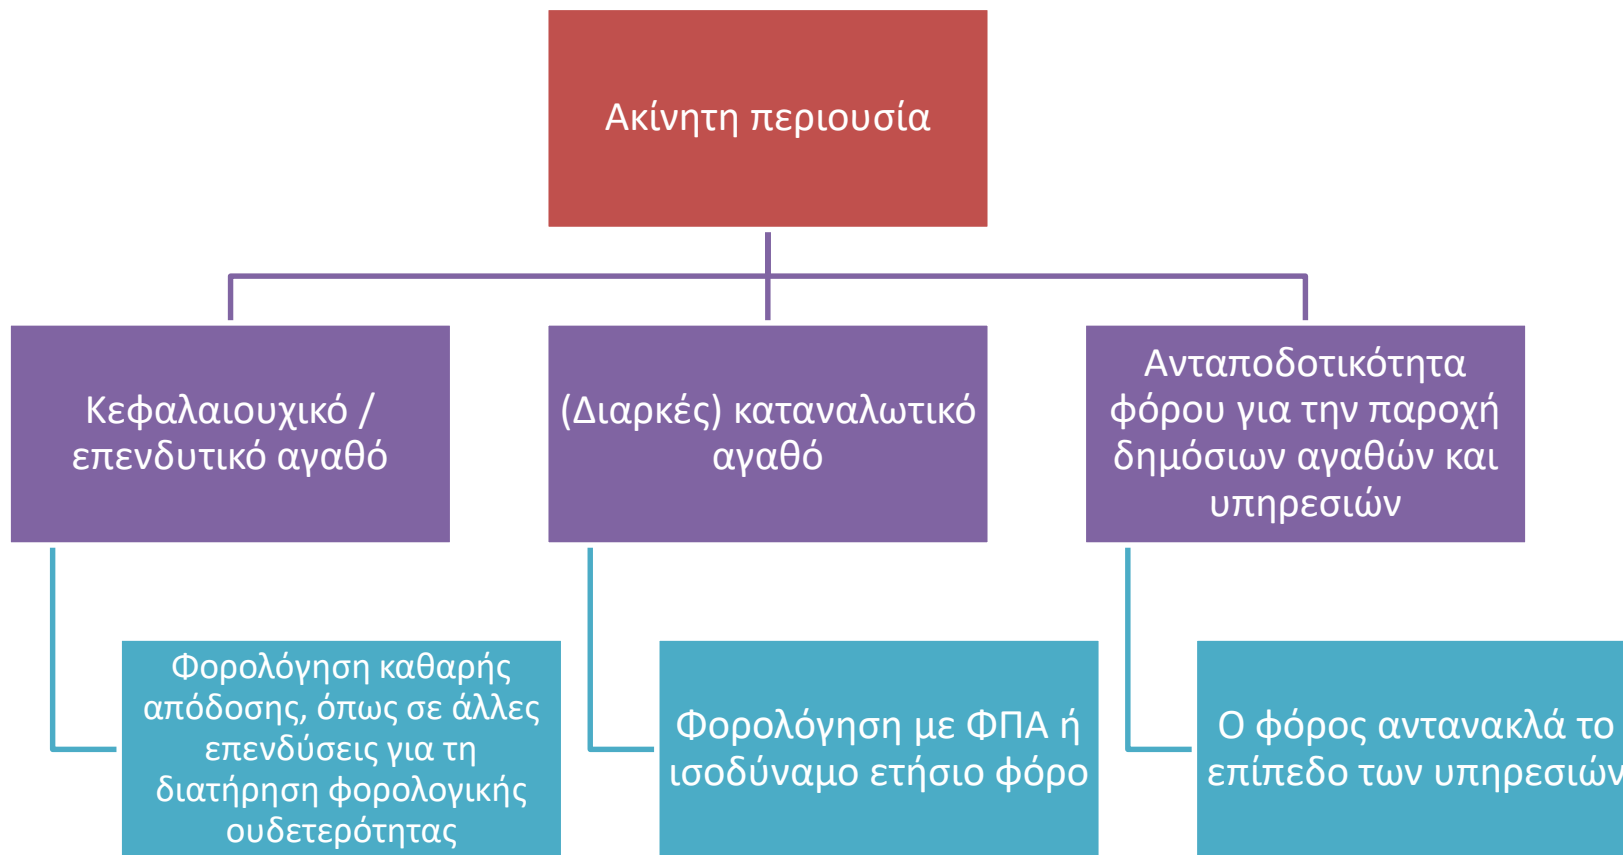 Ακίνητη περιουσία
Κεφαλαιουχικό /
επενδυτικό αγαθό
(Διαρκές) καταναλωτικό
αγαθό
Ανταποδοτικότητα
φόρου για την παροχή
δημόσιων αγαθών και
υπηρεσιών
Φορολόγηση καθαρής
απόδοσης, όπως σε άλλες
επενδύσεις για τη
διατήρηση φορολογικής
ουδετερότητας
Φορολόγηση με ΦΠΑ ή
ισοδύναμο ετήσιο φόρο
Ο φόρος αντανακλά το
επίπεδο των υπηρεσιών